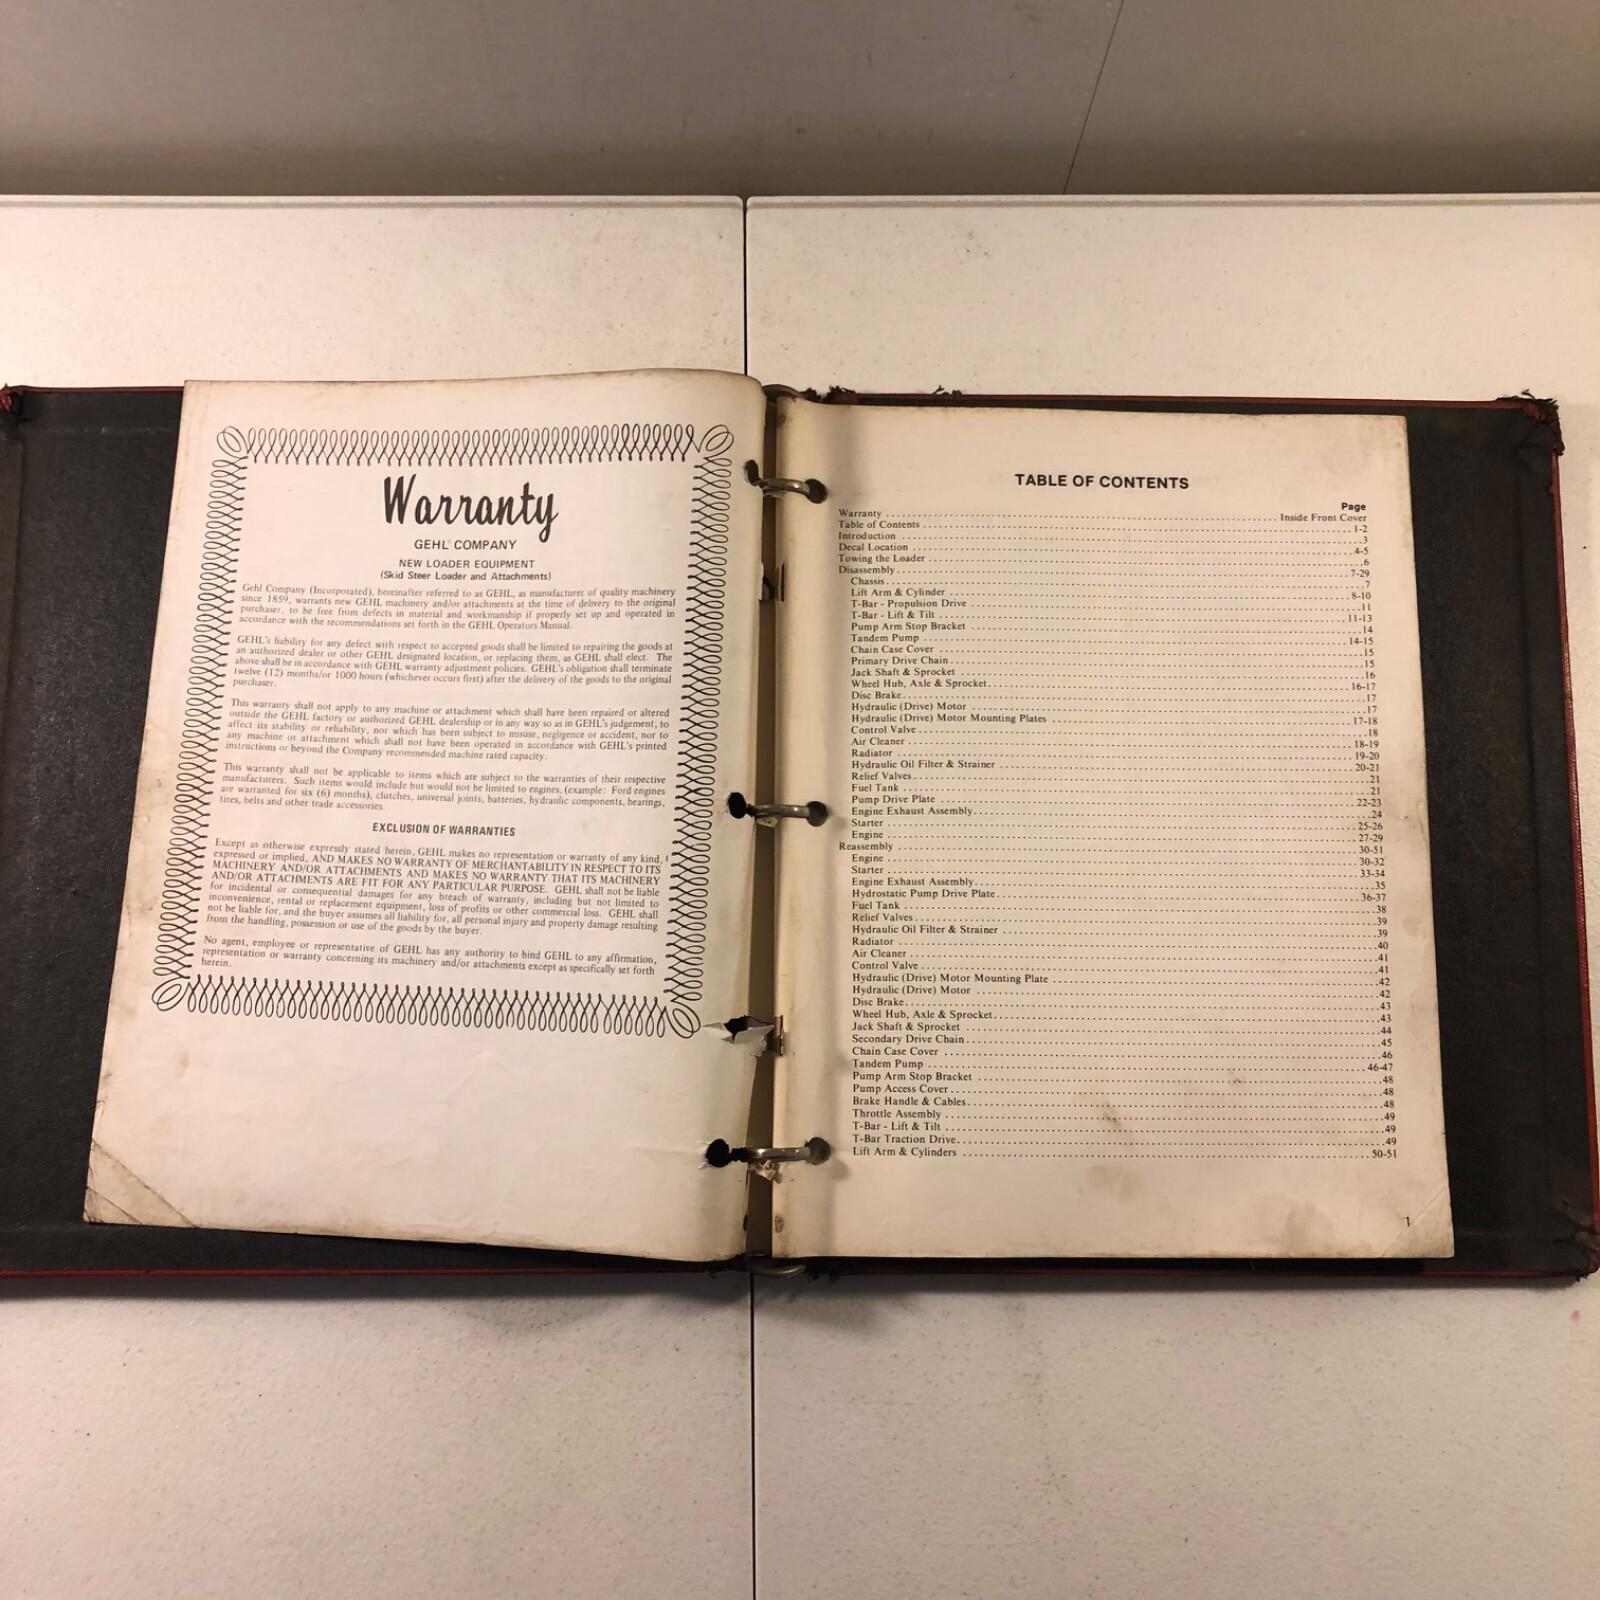 Warranty
GEHL COMPANY
NEW LOADER EQUIPMENT
(Skid Steer Loader and Attachments)
Gehl Company (Incorporated), hereinafter referred to as GEHL, as manufacturer of quality machinery
since 1859, warrants new GEHL machinery and/or attachments at the time of delivery to the original
purchaser, to be free from defects in material and workmanship if properly set up and operated in
accordance with the recommendations set forth in the GEHL Operators Manual.
GEHL's liability for any defect with respect to accepted goods shall be limited to repairing the goods at
an authorized dealer or other GEHL designated location, or replacing them, as GEHL shall elect. The
above shall be in accordance with GEHL warranty adjustment policies. GEHL's obligation shall terminate
twelve (12) months/or 1000 hours (whichever occurs first) after the delivery of the goods to the original
purchaser.
This warranty shall not apply to any machine or attachment which shall have been repaired or altered
outside the GEHL factory or authorized GEHL dealership or in any way so as in GEHL's judgement, to
affect its stability or reliability, nor which has been subject to misuse, negligence or accident, nor to
any machine or attachment which shall not have been operated in accordance with GEHL's printed
instructions or beyond the Company recommended machine rated capacity.
This warranty shall not be applicable to items which are subject to the warranties of their respective
manufacturers. Such items would include but would not be limited to engines, (example: Ford engines
are warranted for six (6) months), clutches, universal joints, batteries, hydraulic components, bearings,
tires, belts and other trade accessories.
EXCLUSION OF WARRANTIES
Except as otherwise expressly stated herein, GEHL makes no representation or warranty of any kind,
expressed or implied, AND MAKES NO WARRANTY OF MERCHANTABILITY IN RESPECT TO ITS
MACHINERY AND/OR ATTACHMENTS AND MAKES NO WARRANTY THAT ITS MACHINERY
AND/OR ATTACHMENTS ARE FIT FOR ANY PARTICULAR PURPOSE. GEHL shall not be liable
for incidental or consequential damages for any breach of warranty, including but not limited to
inconvenience, rental or replacement equipment, loss of profits or other commercial loss. GEHL shall
not be liable for, and the buyer assumes all liability for, all personal injury and property damage resulting
from the handling, possession or use of the goods by the buyer.
No agent, employee or representative of GEHL has any authority to bind GEHL to any affirmation,
representation or warranty concerning its machinery and/or attachments except as specifically set forth
herein.
TABLE OF CONTENTS
Page
Warranty ... Inside Front Cover
Table of Contents ... 1-2
Introduction ... 3
Decal Location ... 4-5
Towing the Loader ... 6
Disassembly ... 7-29
Chassis ... 7
Lift Arm & Cylinder ... 8-10
T-Bar - Propulsion Drive ... 11
T-Bar - Lift & Tilt ... 11-13
Pump Arm Stop Bracket ... 14
Tandem Pump ... 14-15
Chain Case Cover ... 15
Primary Drive Chain ... 15
Jack Shaft & Sprocket ... 16
Wheel Hub, Axle & Sprocket ... 16-17
Disc Brake ... 17
Hydraulic (Drive) Motor ... 17
Hydraulic (Drive) Motor Mounting Plates ... 17-18
Control Valve ... 18
Air Cleaner ... 18-19
Radiator ... 19-20
Hydraulic Oil Filter & Strainer ... 20-21
Relief Valves ... 21
Fuel Tank ... 21
Pump Drive Plate ... 22-23
Engine Exhaust Assembly ... 24
Starter ... 25-26
Engine ... 27-29
Reassembly ... 30-51
Engine ... 30-32
Starter ... 33-34
Engine Exhaust Assembly ... 35
Hydrostatic Pump Drive Plate ... 36-37
Fuel Tank ... 38
Relief Valves ... 39
Hydraulic Oil Filter & Strainer ... 39
Radiator ... 40
Air Cleaner ... 41
Control Valve ... 41
Hydraulic (Drive) Motor Mounting Plate ... 42
Hydraulic (Drive) Motor ... 42
Disc Brake ... 43
Wheel Hub, Axle & Sprocket ... 43
Jack Shaft & Sprocket ... 44
Secondary Drive Chain ... 45
Chain Case Cover ... 46
Tandem Pump ... 46-47
Pump Arm Stop Bracket ... 48
Pump Access Cover ... 48
Brake Handle & Cables ... 48
Throttle Assembly ... 49
T-Bar - Lift & Tilt ... 49
T-Bar Traction Drive ... 49
Lift Arm & Cylinders ... 50-51
1